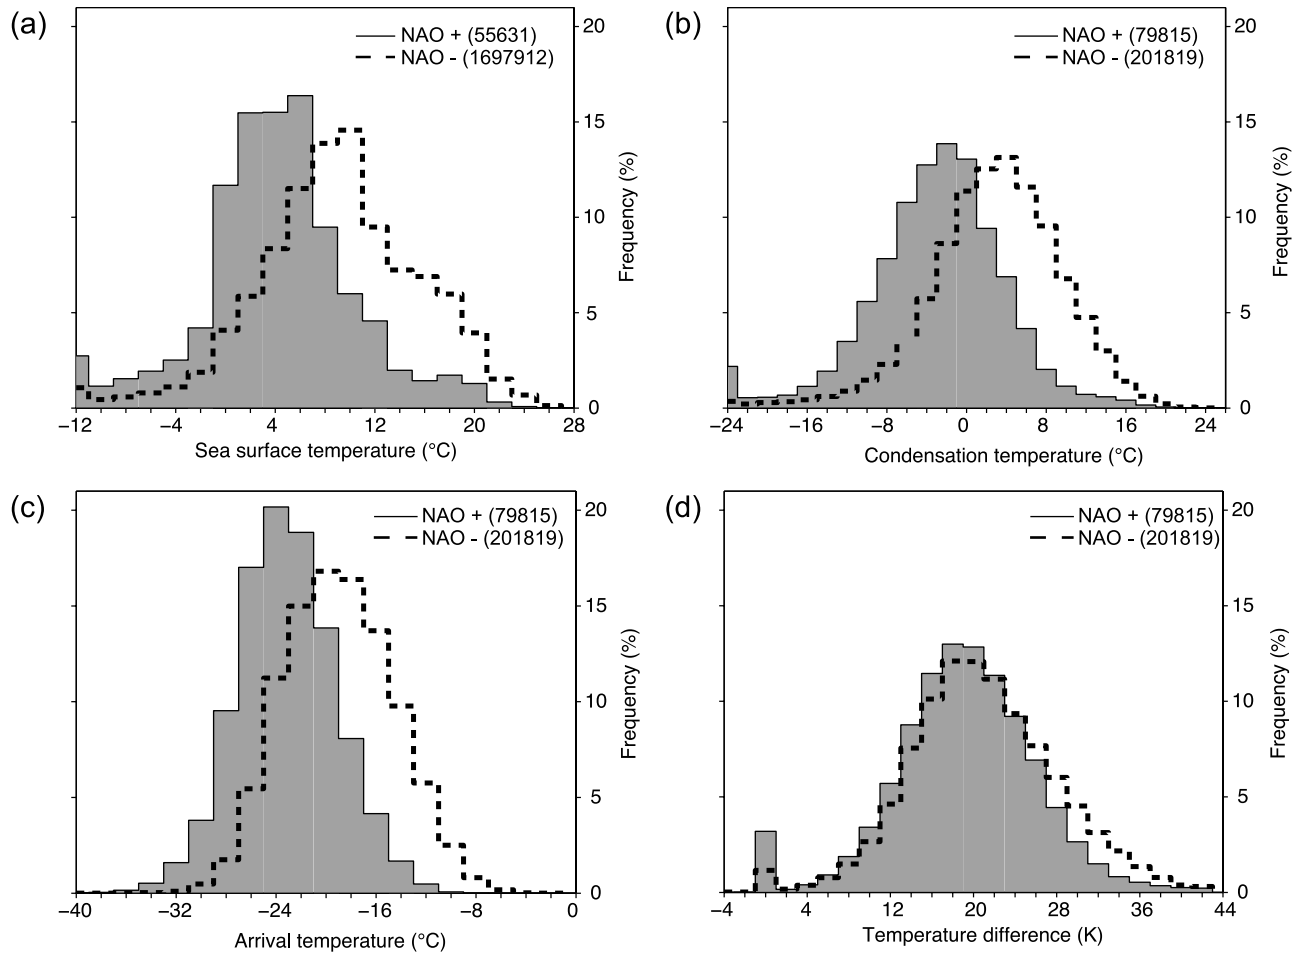 (a)
NAO + (55631)
NAO - (1697912)
20
15
10
5
0
Frequency (%)
−12 −4 4 12 20 28
Sea surface temperature (°C)
(b)
NAO + (79815)
NAO - (201819)
20
15
10
5
0
Frequency (%)
−24 −16 −8 0 8 16 24
Condensation temperature (°C)
(c)
NAO + (79815)
NAO - (201819)
20
15
10
5
0
Frequency (%)
−40 −32 −24 −16 −8 0
Arrival temperature (°C)
(d)
NAO + (79815)
NAO - (201819)
20
15
10
5
0
Frequency (%)
−4 4 12 20 28 36 44
Temperature difference (K)